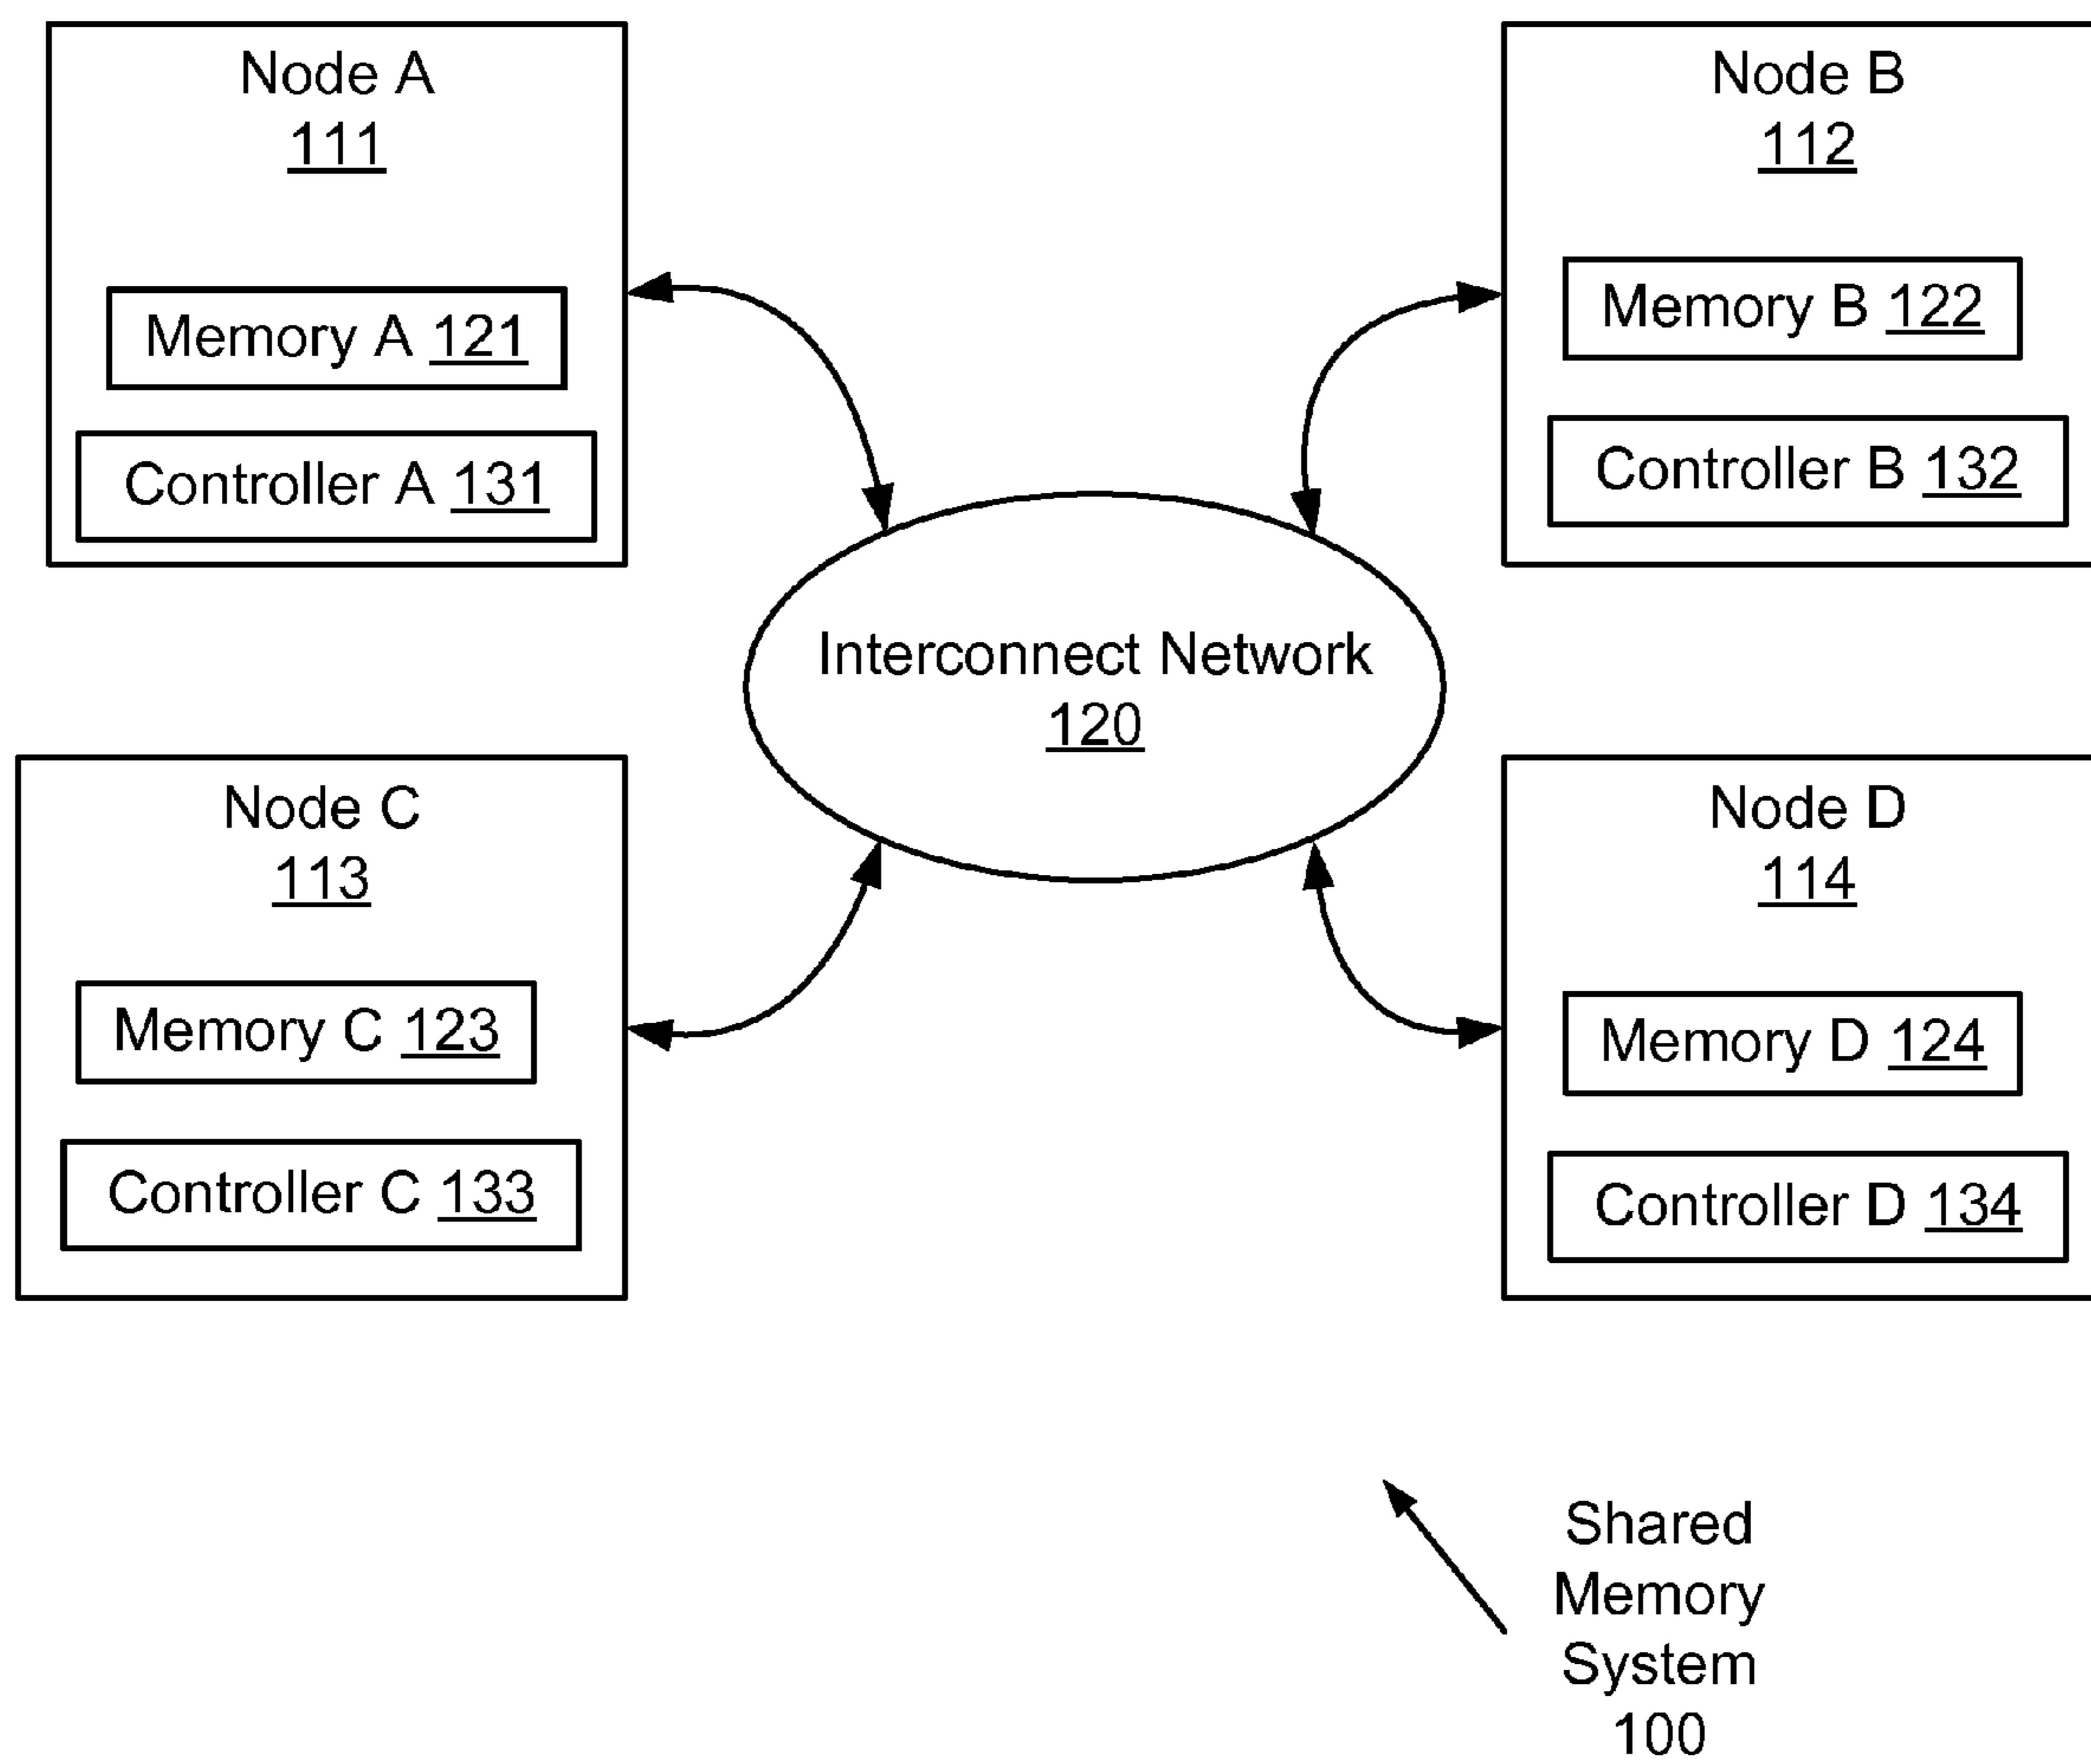 Node A
111
Memory A 121
Controller A 131
Node B
112
Memory B 122
Controller B 132
Interconnect Network
120
Node C
113
Memory C 123
Controller C 133
Node D
114
Memory D 124
Controller D 134
Shared
Memory
System
100